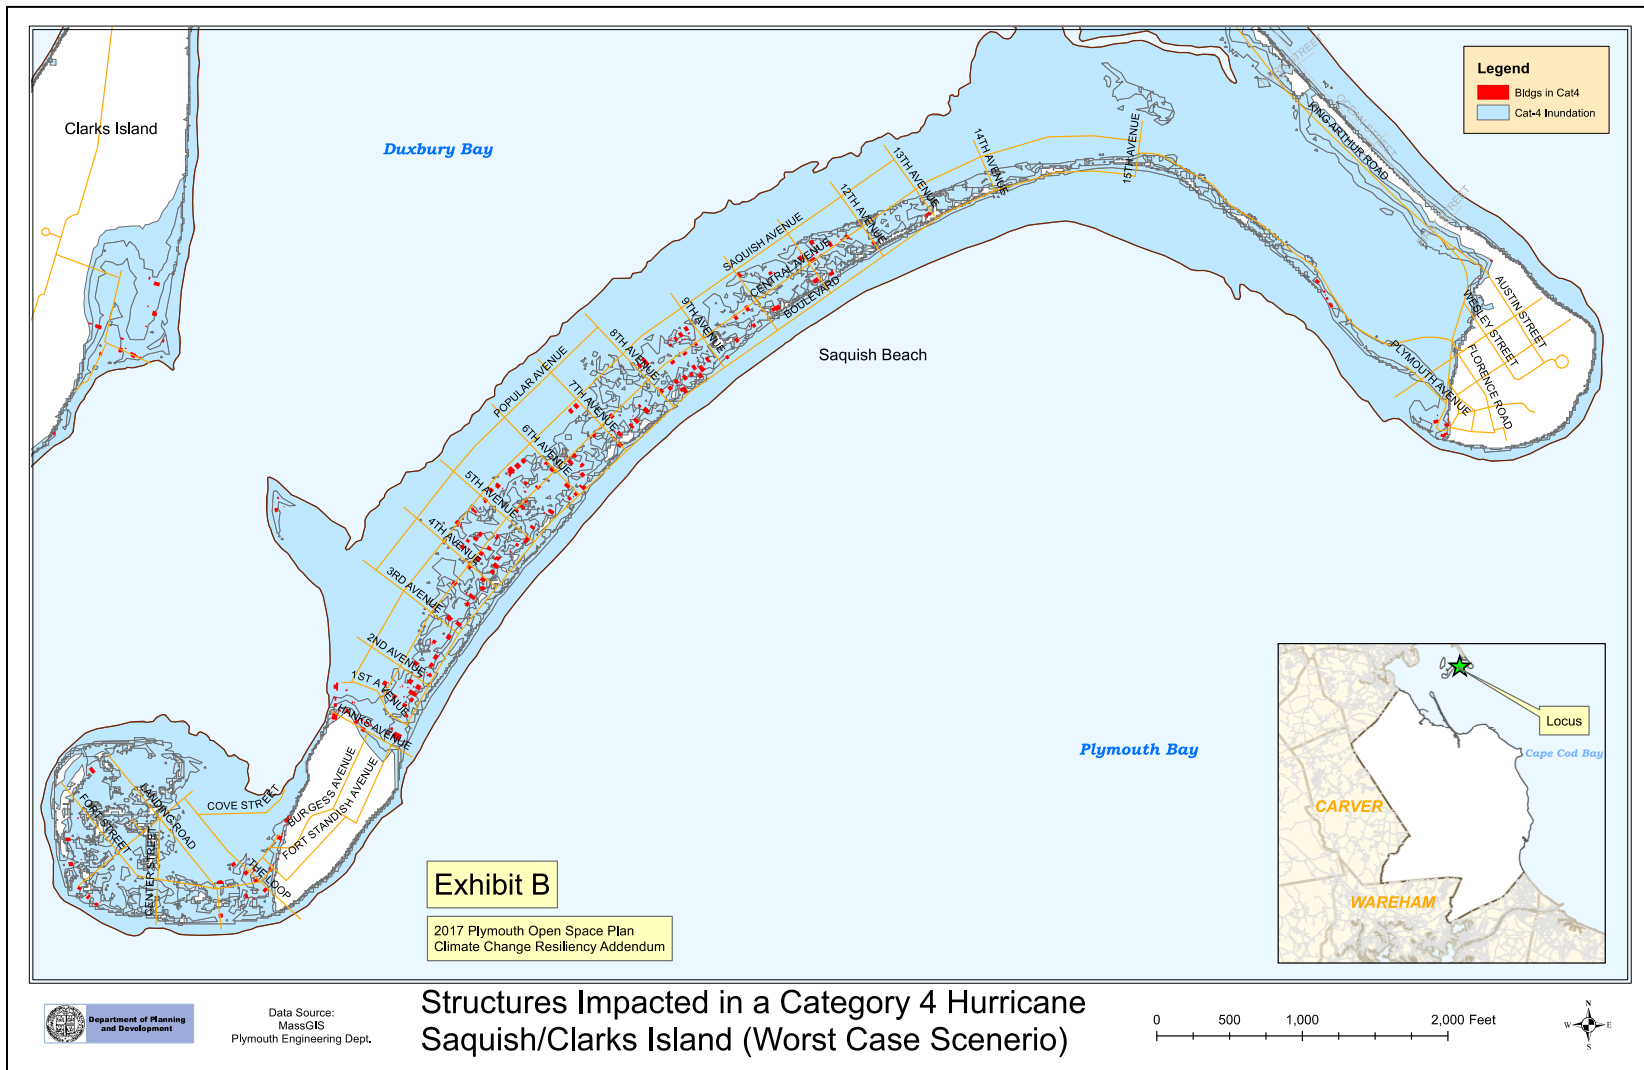 Legend
Bldgs in Cat4
Cat-4 Inundation
Clarks Island
Duxbury Bay
KING ARTHUR ROAD
15TH AVENUE
14TH AVENUE
13TH AVENUE
12TH AVENUE
SAQUISH AVENUE
CENTRAL AVENUE
BOULEVARD
9TH AVENUE
8TH AVENUE
7TH AVENUE
POPULAR AVENUE
6TH AVENUE
5TH AVENUE
4TH AVENUE
3RD AVENUE
2ND AVENUE
1ST AVENUE
HANKS AVENUE
Saquish Beach
AUSTIN STREET
WESLEY STREET
FLORENCE ROAD
PLYMOUTH AVENUE
Plymouth Bay
BURGESS AVENUE
FORT STANDISH AVENUE
COVE STREET
LANDING ROAD
FORT STREET
CENTER STREET
THE LOOP
Locus
Cape Cod Bay
CARVER
WAREHAM
Exhibit B
2017 Plymouth Open Space Plan
Climate Change Resiliency Addendum
Department of Planning
and Development
Data Source:
MassGIS
Plymouth Engineering Dept.
Structures Impacted in a Category 4 Hurricane
Saquish/Clarks Island (Worst Case Scenerio)
0 500 1,000 2,000 Feet
N
W E
S